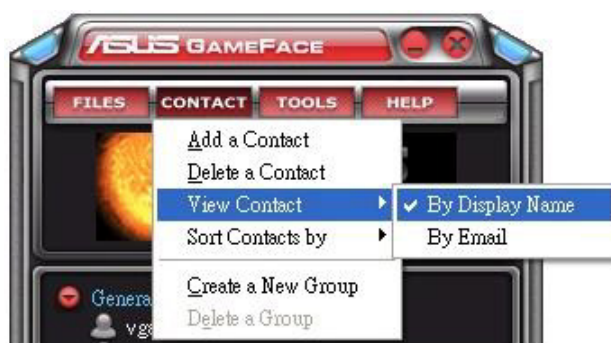 ASUS GAMEFACE
FILES CONTACT TOOLS HELP
Add a Contact
Delete a Contact
View Contact
By Display Name
Sort Contacts by
By Email
Create a New Group
Delete a Group